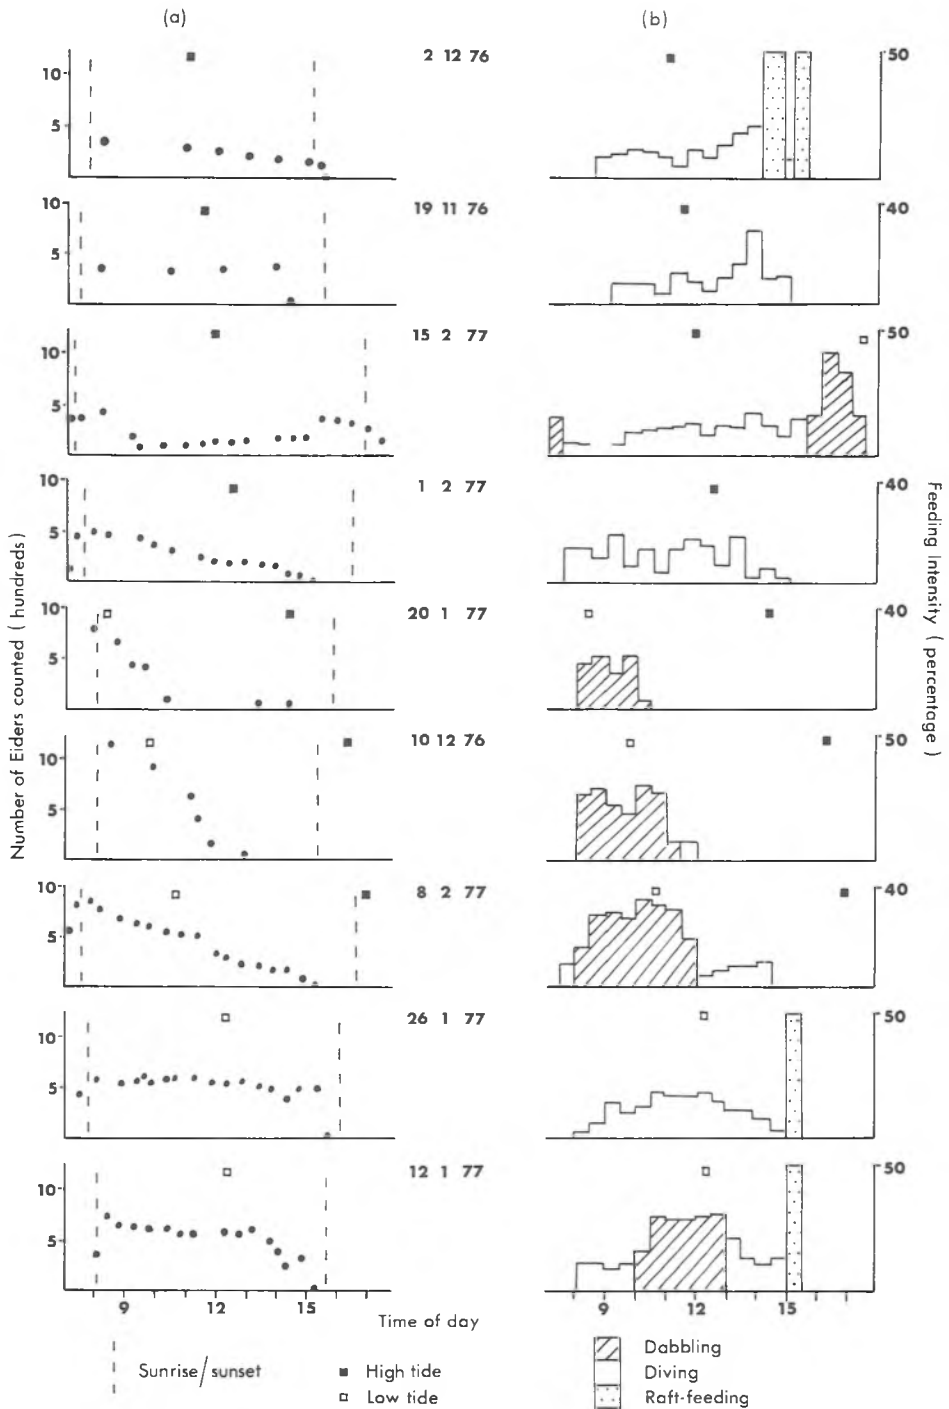 (a) (b)
10 5 2 12 76 50
10 5 19 11 76 40
10 5 15 2 77 50
10 5 1 2 77 40
10 5 20 1 77 40
10 5 10 12 76 50
10 5 8 2 77 40
10 5 26 1 77 50
10 5 12 1 77 50
Number of Eiders counted ( hundreds )
Feeding Intensity ( percentage )
9 12 15 9 12 15
Time of day
Sunrise/sunset
High tide
Low tide
Dabbling
Diving
Raft-feeding